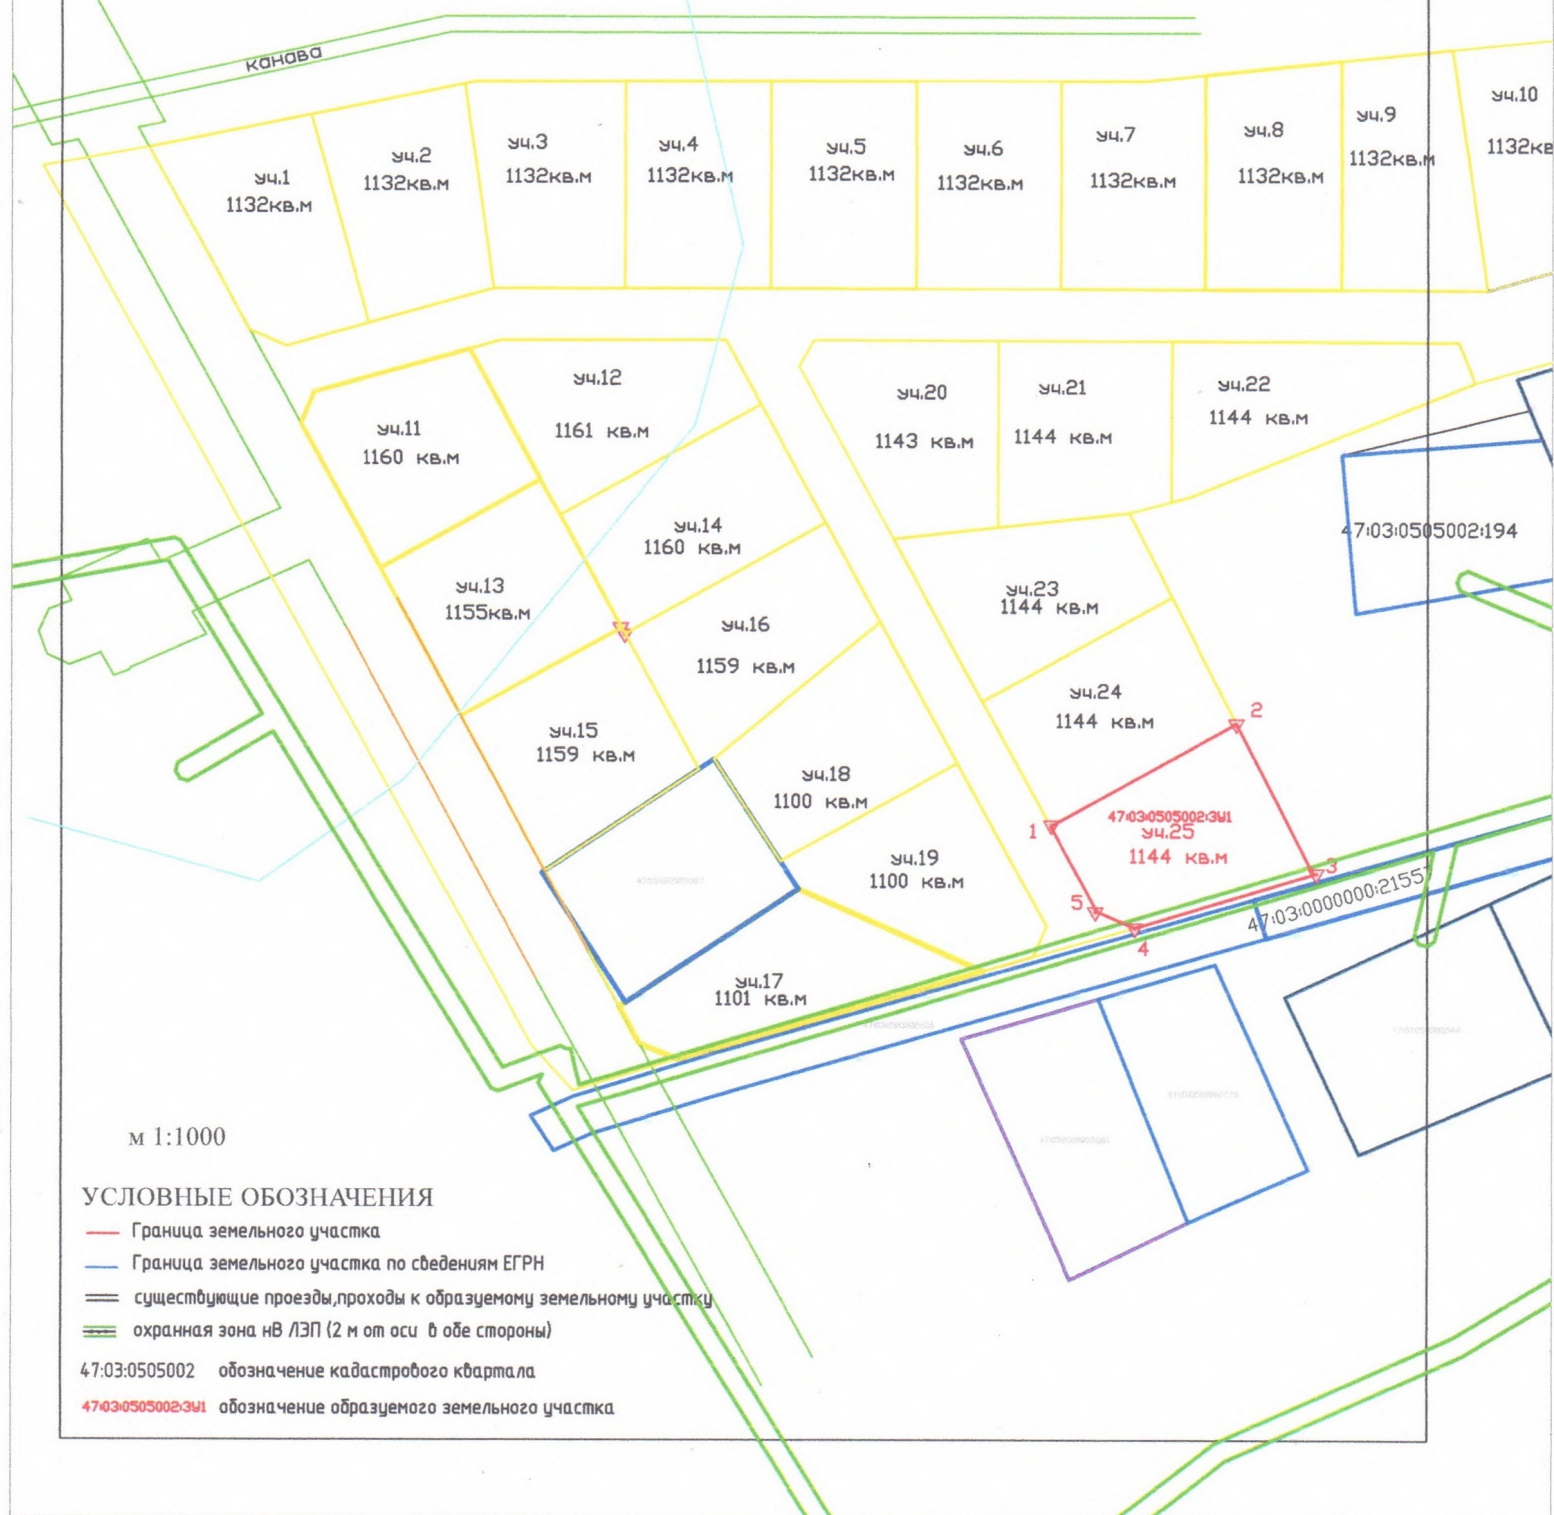 канава
уч.1
1132кв.м
уч.2
1132кв.м
уч.3
1132кв.м
уч.4
1132кв.м
уч.5
1132кв.м
уч.6
1132кв.м
уч.7
1132кв.м
уч.8
1132кв.м
уч.9
1132кв.м
уч.10
1132кв
уч.11
1160 кв.м
уч.12
1161 кв.м
уч.20
1143 кв.м
уч.21
1144 кв.м
уч.22
1144 кв.м
47:03:0505002:194
уч.13
1155кв.м
уч.14
1160 кв.м
уч.23
1144 кв.м
уч.15
1159 кв.м
уч.16
1159 кв.м
уч.24
1144 кв.м
2
уч.18
1100 кв.м
1
47:03:0505002:ЗУ1
уч.25
1144 кв.м
3
уч.19
1100 кв.м
5
4
47:03:0000000:21557
уч.17
1101 кв.м
м 1:1000
УСЛОВНЫЕ ОБОЗНАЧЕНИЯ
Граница земельного участка
Граница земельного участка по сведениям ЕГРН
существующие проезды,проходы к образуемому земельному участку
охранная зона нВ ЛЭП (2 м от оси в обе стороны)
47:03:0505002 обозначение кадастрового квартала
47:03:0505002:ЗУ1 обозначение образуемого земельного участка